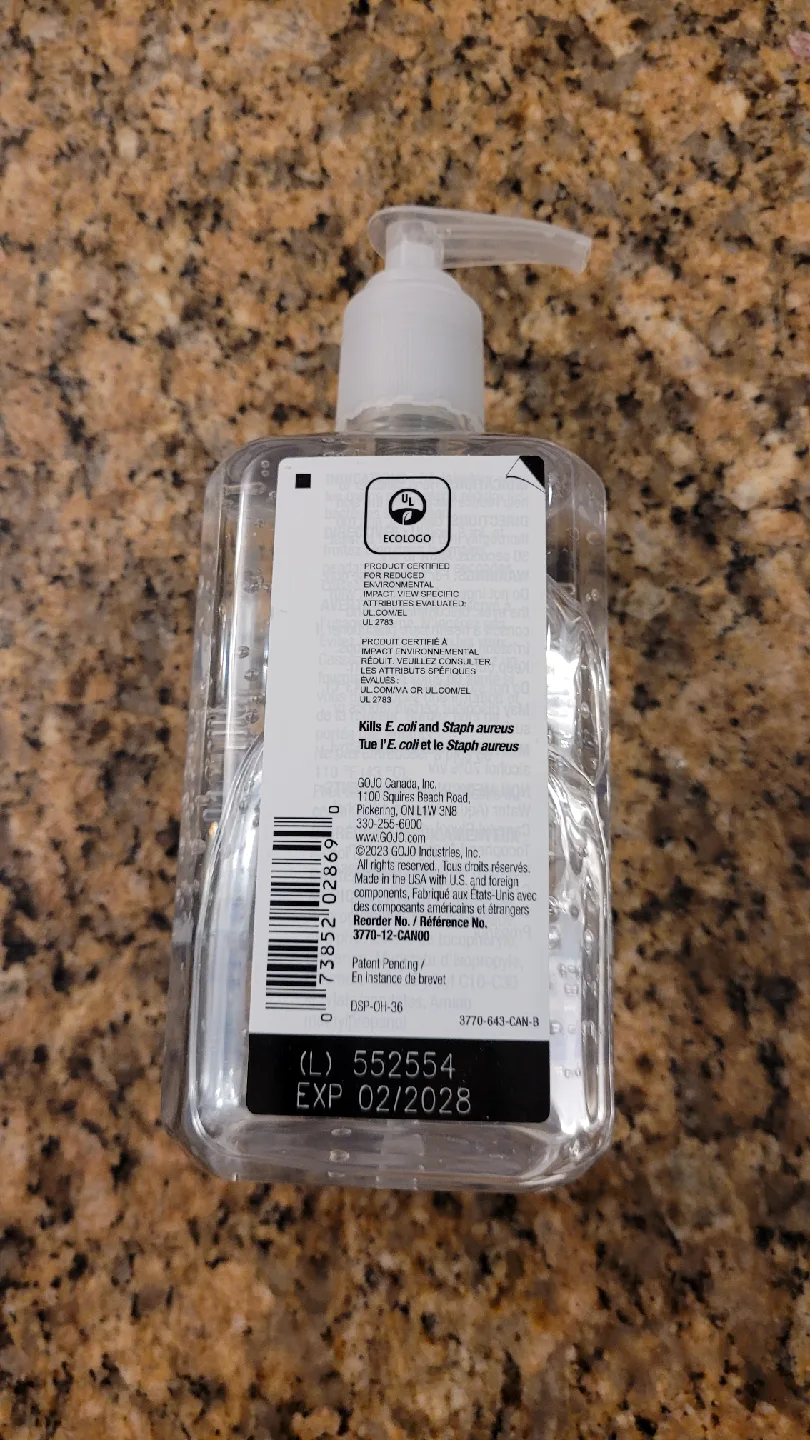 UL
ECOLOGO
PRODUCT CERTIFIED
FOR REDUCED
ENVIRONMENTAL
IMPACT. VIEW SPECIFIC
ATTRIBUTES EVALUATED:
UL.COM/EL
UL 2783
PRODUIT CERTIFIÉ À
IMPACT ENVIRONNEMENTAL
RÉDUIT. VEUILLEZ CONSULTER
LES ATTRIBUTS SPÉFIQUES
ÉVALUÉS :
UL.COM/MA OR UL.COM/EL
UL 2783
Kills E. coli and Staph aureus
Tue l'E. coli et le Staph aureus
GOJO Canada, Inc.
1100 Squires Beach Road,
Pickering, ON L1W 3N8
330-255-6000
www.GOJO.com
©2023 GOJO Industries, Inc.
All rights reserved., Tous droits réservés.
Made in the USA with U.S. and foreign
components, Fabriqué aux États-Unis avec
des composants américains et étrangers
Reorder No. / Référence No.
3770-12-CAN00
Patent Pending /
En instance de brevet
DSP-OH-36
3770-643-CAN-B
0 73852 02869 0
(L) 552554
EXP 02/2028